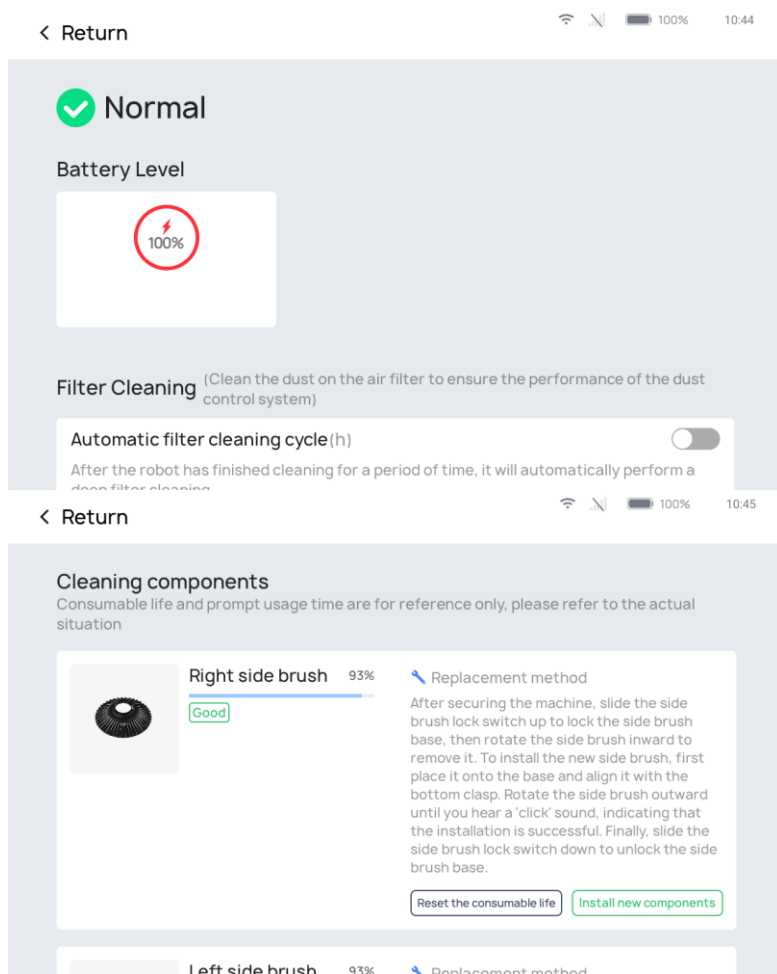 100% 10:44
Return
Normal
Battery Level
100%
Filter Cleaning (Clean the dust on the air filter to ensure the performance of the dust
control system)
Automatic filter cleaning cycle(h)
After the robot has finished cleaning for a period of time, it will automatically perform a
deep filter cleaning
100% 10:45
Return
Cleaning components
Consumable life and prompt usage time are for reference only, please refer to the actual
situation
Right side brush 93%
Good
Replacement method
After securing the machine, slide the side
brush lock switch up to lock the side brush
base, then rotate the side brush inward to
remove it. To install the new side brush, first
place it onto the base and align it with the
bottom clasp. Rotate the side brush outward
until you hear a 'click' sound, indicating that
the installation is successful. Finally, slide the
side brush lock switch down to unlock the side
brush base.
Reset the consumable life Install new components
Left side brush 93% Replacement method